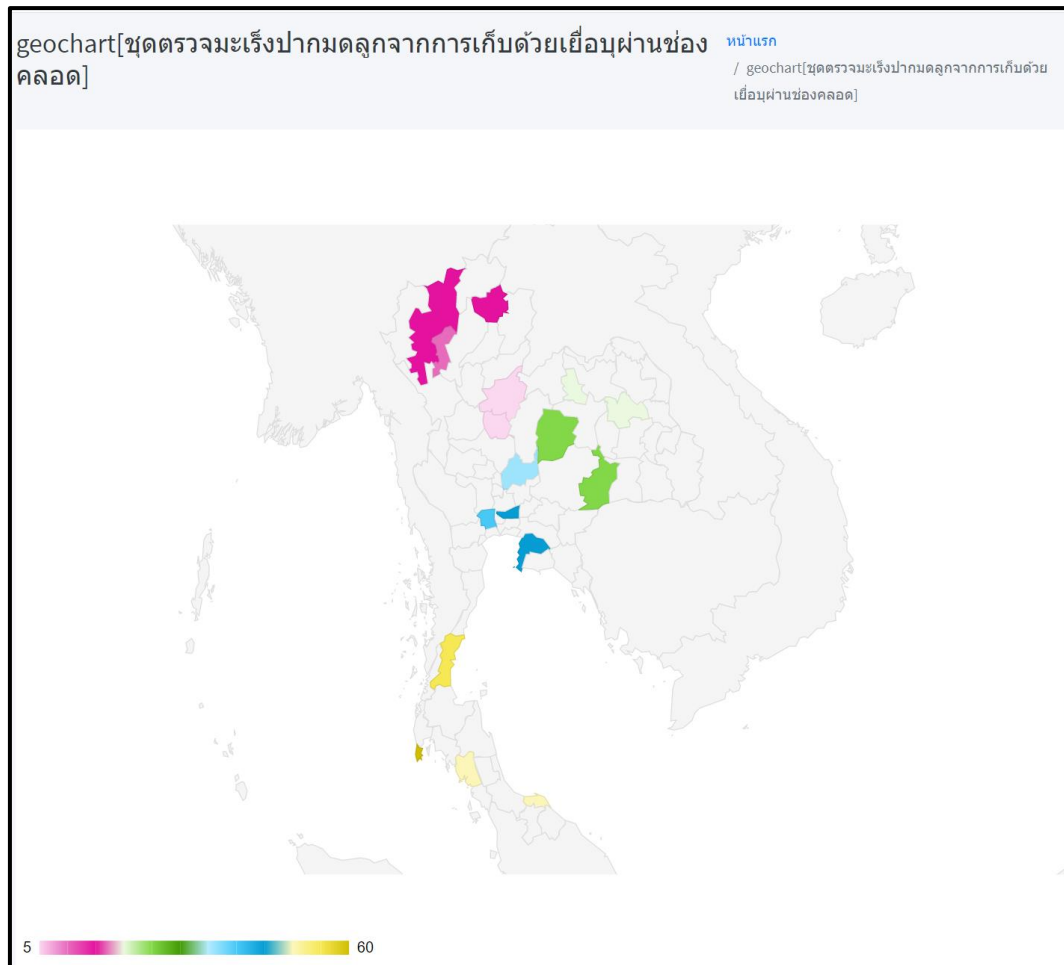 geochart[ชุดตรวจมะเร็งปากมดลูกจากการเก็บด้วยเยื่อบุผ่านช่อง
คลอด]
หน้าแรก
/ geochart[ชุดตรวจมะเร็งปากมดลูกจากการเก็บด้วย
เยื่อบุผ่านช่องคลอด]
5 60